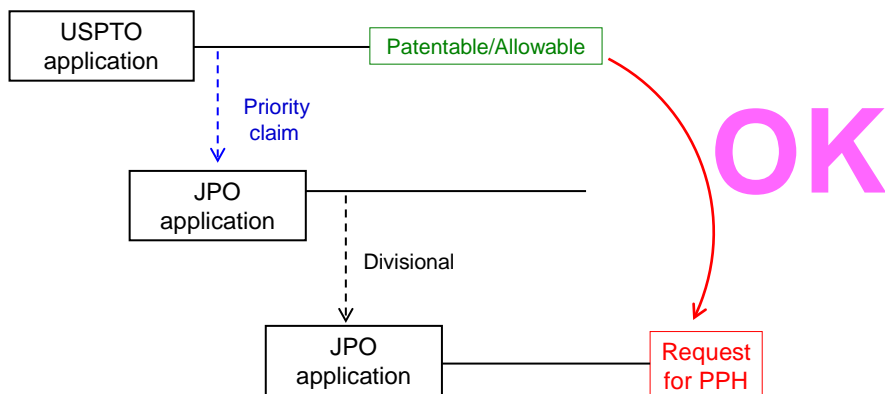 USPTO
application
Patentable/Allowable
Priority
claim
OK
JPO
application
Divisional
JPO
application
Request
for PPH